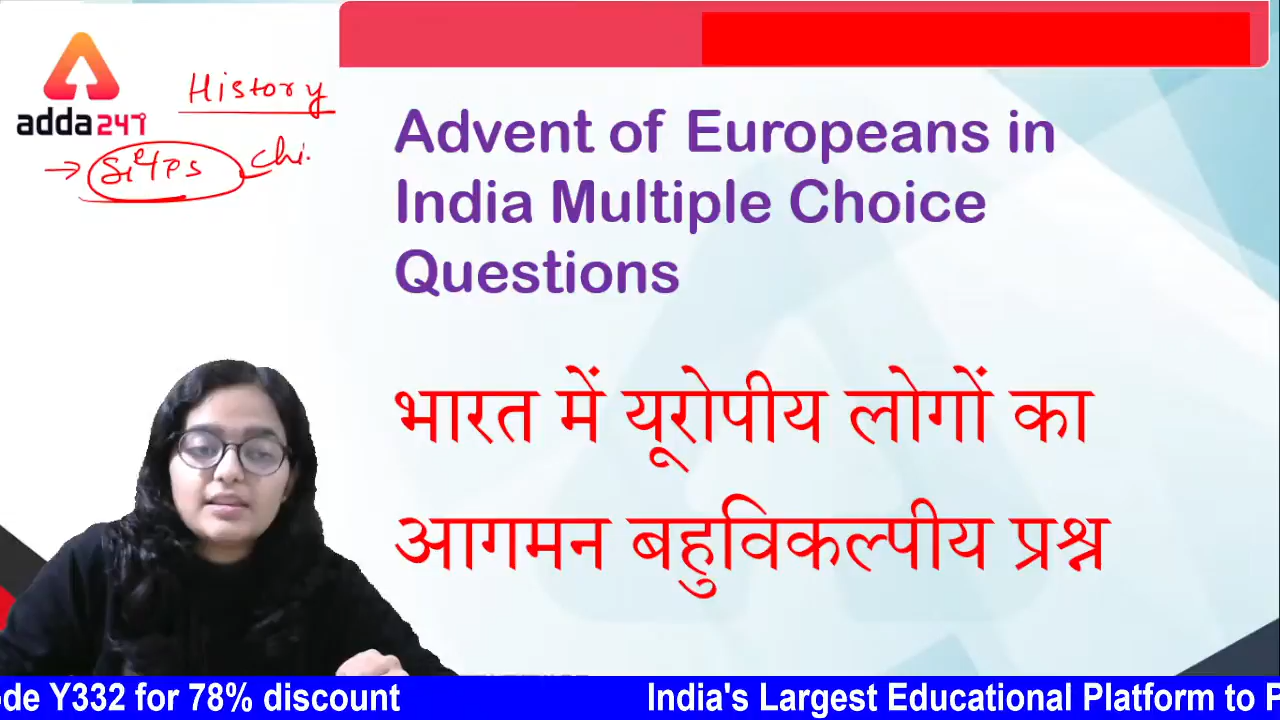 History
adda247
Chi.
Advent of Europeans in
India Multiple Choice
Questions
भारत में यूरोपीय लोगों का
आगमन बहुविकल्पीय प्रश्न
de Y332 for 78% discount
India's Largest Educational Platform to P